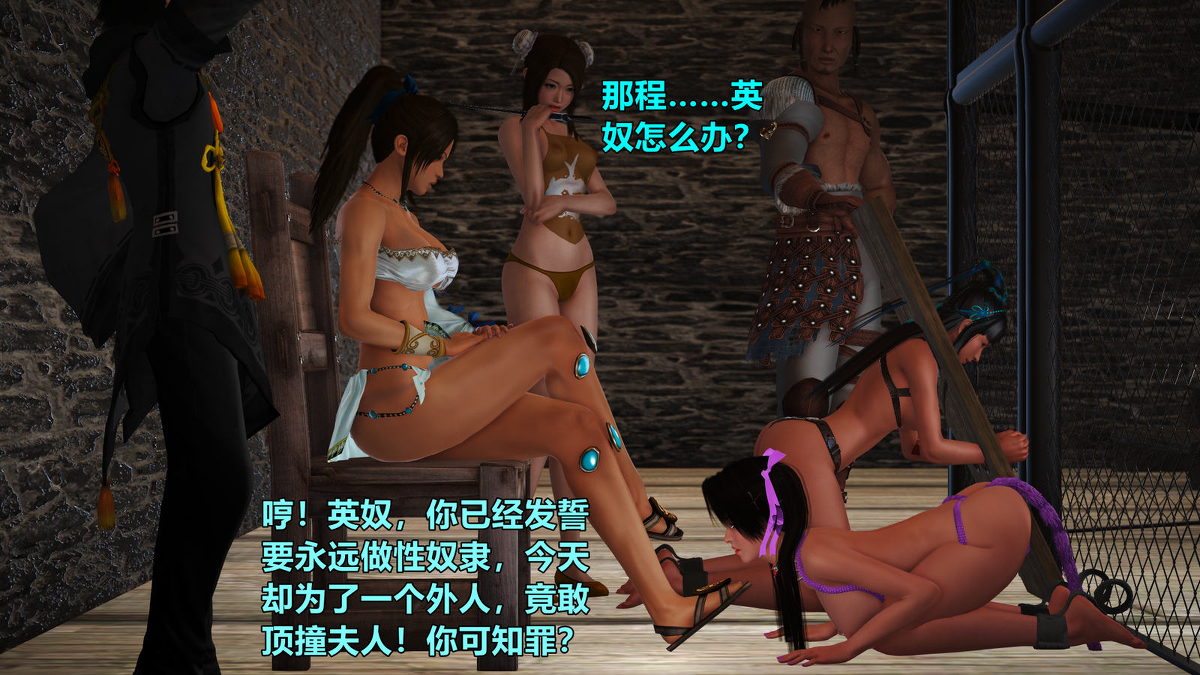 那程……英
奴怎么办？
哼！英奴，你已经发誓
要永远做性奴隶，今天
却为了一个外人，竟敢
顶撞夫人！你可知罪？